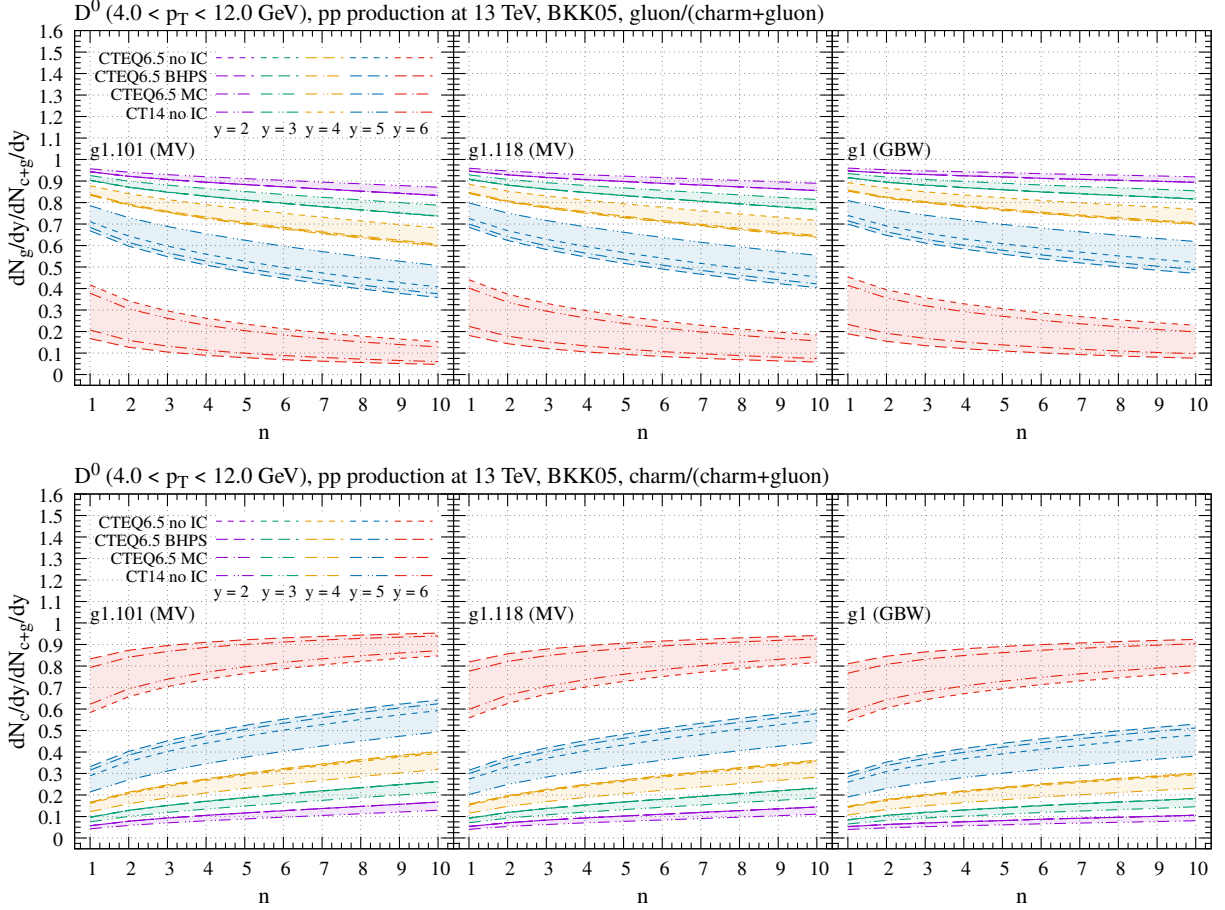 D⁰ (4.0 < p_T < 12.0 GeV), pp production at 13 TeV, BKK05, gluon/(charm+gluon)
dN_g/dy/dN_{c+g}/dy
1.6
1.5
1.4
1.3
1.2
1.1
1
0.9
0.8
0.7
0.6
0.5
0.4
0.3
0.2
0.1
0
CTEQ6.5 no IC
CTEQ6.5 BHPS
CTEQ6.5 MC
CT14 no IC
y = 2 y = 3 y = 4 y = 5 y = 6
g1.101 (MV)
g1.118 (MV)
g1 (GBW)
1 2 3 4 5 6 7 8 9 10
1 2 3 4 5 6 7 8 9 10
1 2 3 4 5 6 7 8 9 10
n
n
n
D⁰ (4.0 < p_T < 12.0 GeV), pp production at 13 TeV, BKK05, charm/(charm+gluon)
dN_c/dy/dN_{c+g}/dy
1.6
1.5
1.4
1.3
1.2
1.1
1
0.9
0.8
0.7
0.6
0.5
0.4
0.3
0.2
0.1
0
CTEQ6.5 no IC
CTEQ6.5 BHPS
CTEQ6.5 MC
CT14 no IC
y = 2 y = 3 y = 4 y = 5 y = 6
g1.101 (MV)
g1.118 (MV)
g1 (GBW)
1 2 3 4 5 6 7 8 9 10
1 2 3 4 5 6 7 8 9 10
1 2 3 4 5 6 7 8 9 10
n
n
n